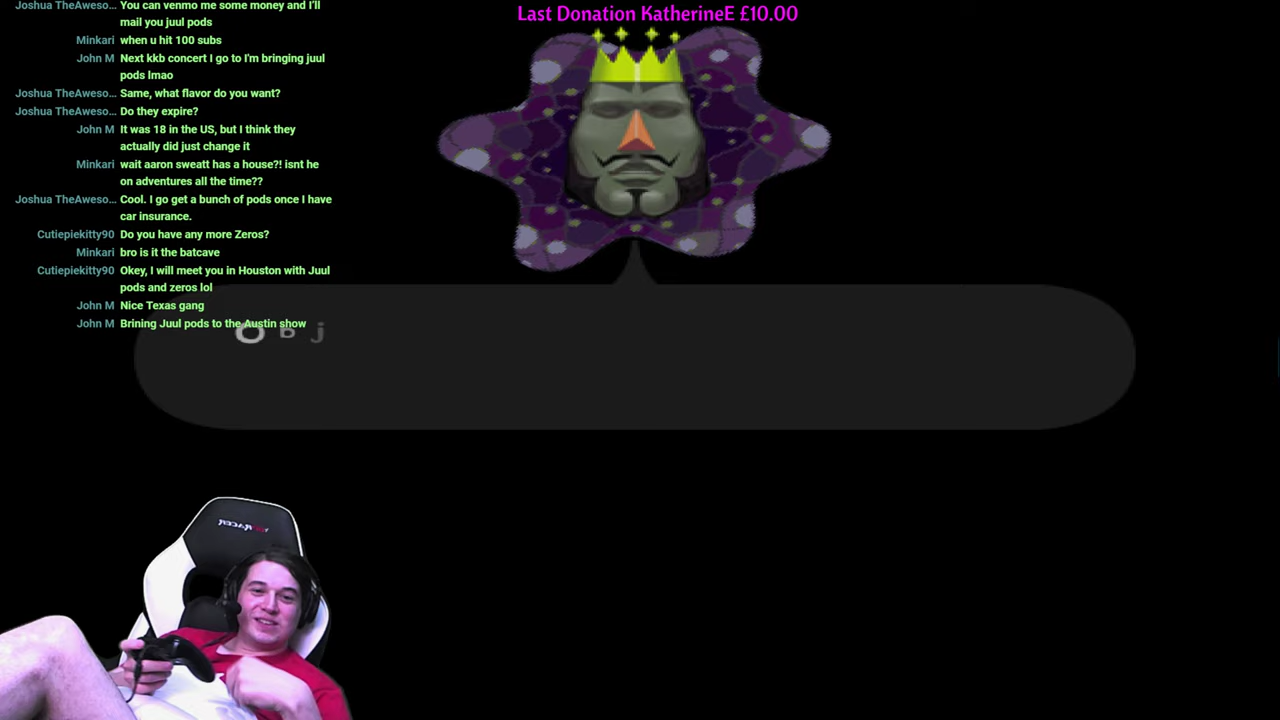 Last Donation KatherineE £10.00
Joshua TheAweso... You can venmo me some money and I'll
mail you juul pods
Minkari when u hit 100 subs
John M Next kkb concert I go to I'm bringing juul
pods lmao
Joshua TheAweso... Same, what flavor do you want?
Joshua TheAweso... Do they expire?
John M It was 18 in the US, but I think they
actually did just change it
Minkari wait aaron sweatt has a house?! isnt he
on adventures all the time??
Joshua TheAweso... Cool. I go get a bunch of pods once I have
car insurance.
Cutiepiekitty90 Do you have any more Zeros?
Minkari bro is it the batcave
Cutiepiekitty90 Okey, I will meet you in Houston with Juul
pods and zeros lol
John M Nice Texas gang
John M Brining Juul pods to the Austin show
O b j